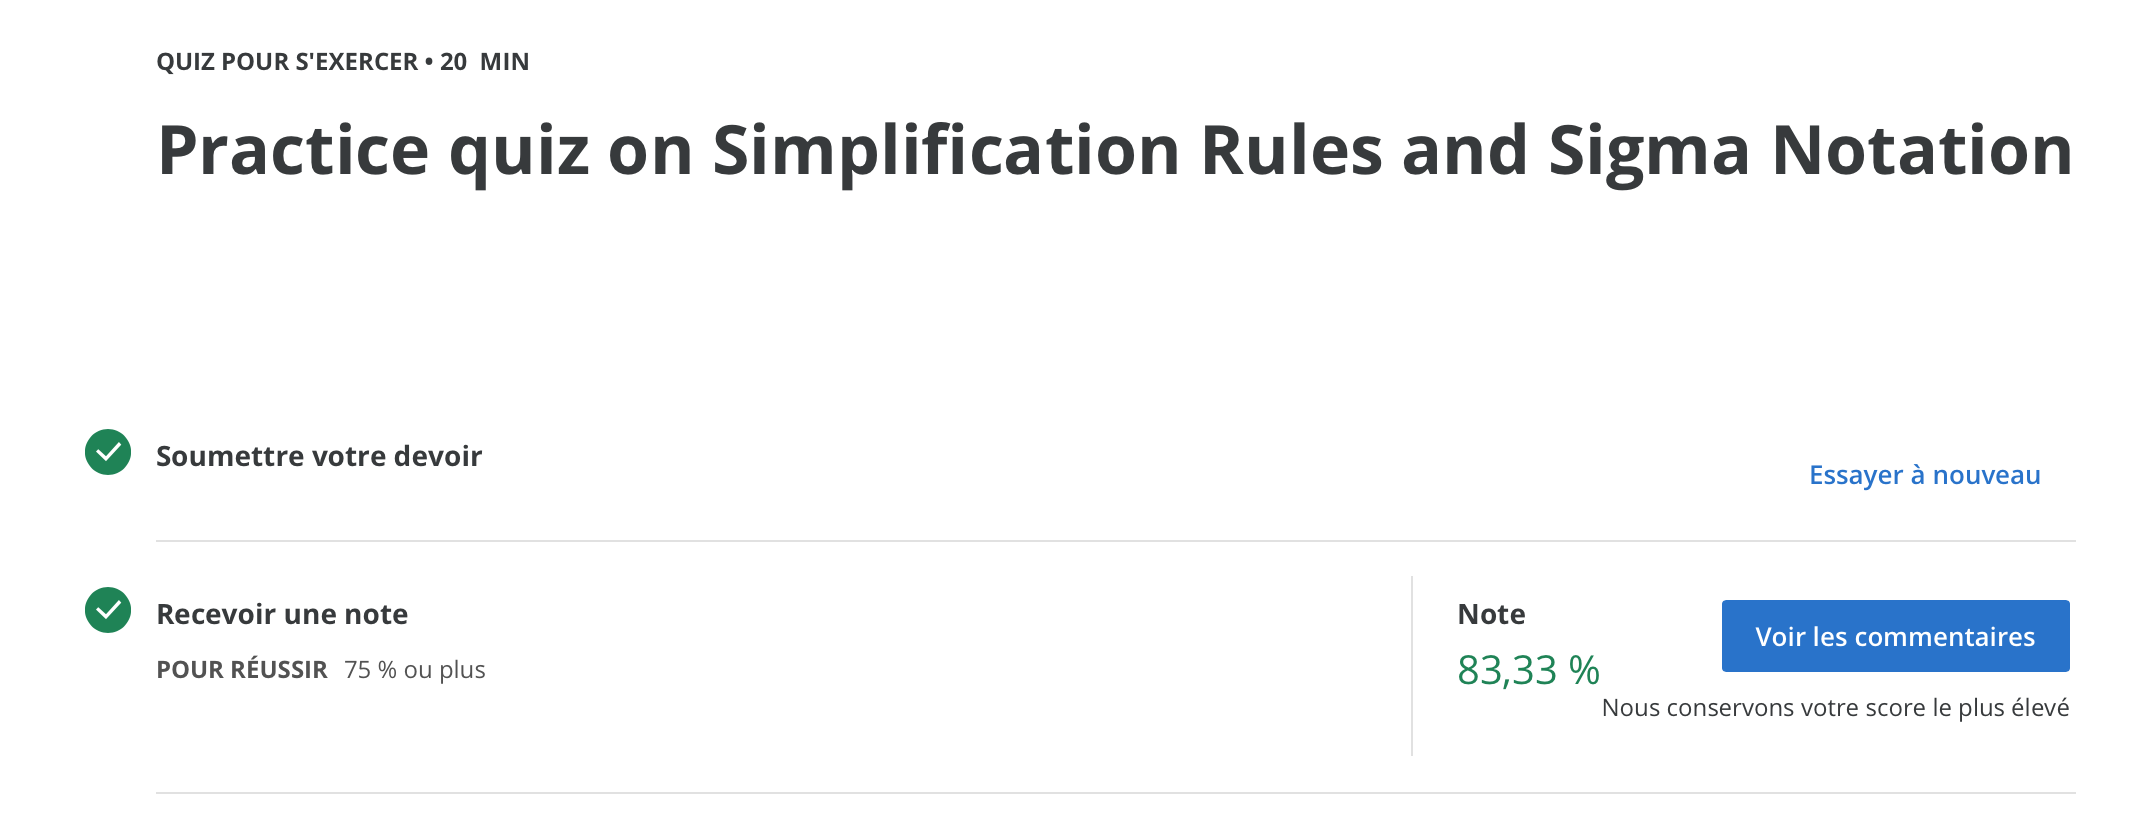 QUIZ POUR S'EXERCER • 20 MIN
Practice quiz on Simplification Rules and Sigma Notation
Soumettre votre devoir
Essayer à nouveau
Recevoir une note
POUR RÉUSSIR 75 % ou plus
Note
83,33 %
Voir les commentaires
Nous conservons votre score le plus élevé